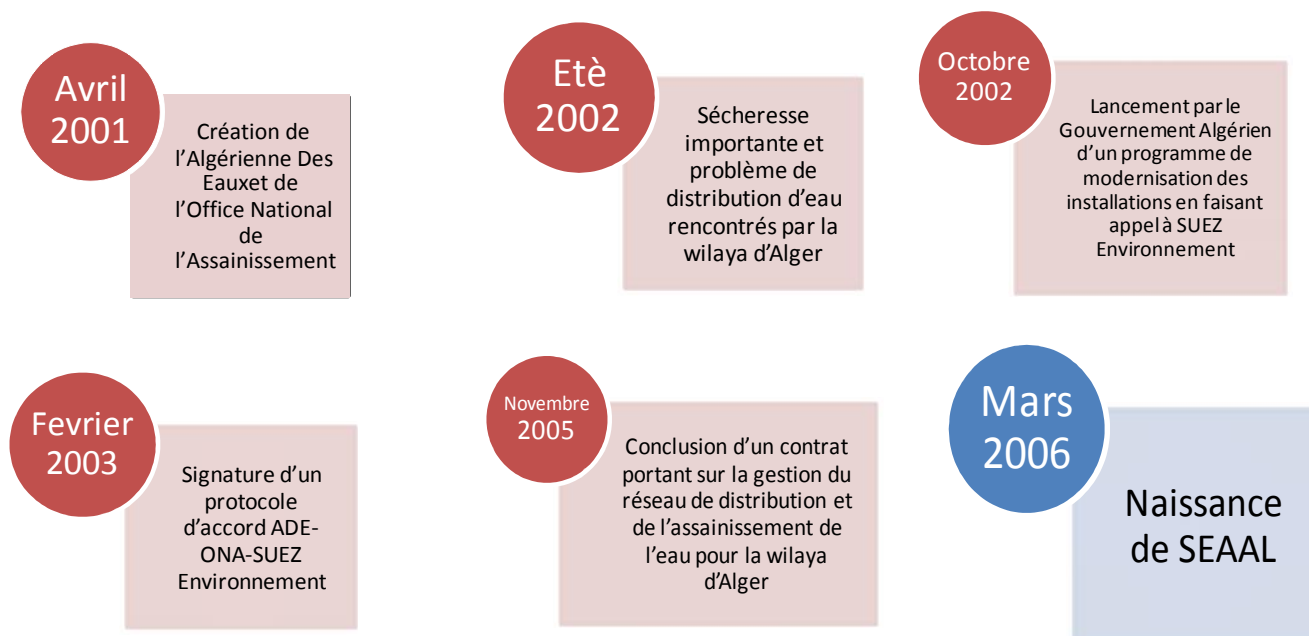 Avril
2001
Création de
l'Algérienne Des
Eauxet de
l'Office National
de
l'Assainissement
Etè
2002
Sécheresse
importante et
problème de
distribution d'eau
rencontrés par la
wilaya d'Alger
Octobre
2002
Lancement par le
Gouvernement Algérien
d'un programme de
modernisation des
installations en faisant
appel à SUEZ
Environnement
Fevrier
2003
Signature d'un
protocole
d'accord ADE-
ONA-SUEZ
Environnement
Novembre
2005
Conclusion d'un contrat
portant sur la gestion du
réseau de distribution et
de l'assainissement de
l'eau pour la wilaya
d'Alger
Mars
2006
Naissance
de SEAAL